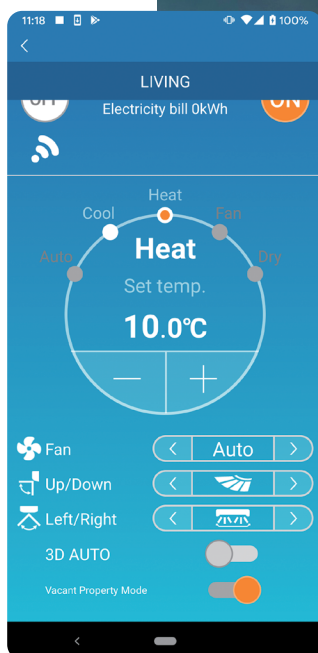 11:18
100%
LIVING
OFF
Electricity bill 0kWh
ON
Heat
Cool
Fan
Auto
Heat
Dry
Set temp.
10.0°C
Fan
Auto
Up/Down
Left/Right
3D AUTO
Vacant Property Mode